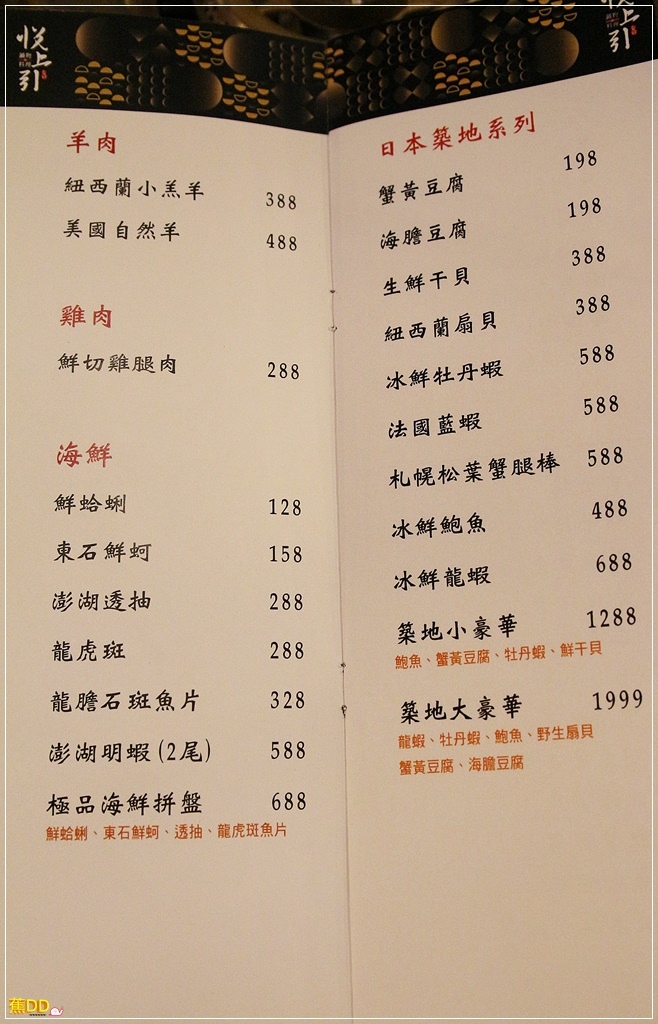 悅上引
羊肉
紐西蘭小羔羊 388
美國自然羊 488
雞肉
鮮切雞腿肉 288
海鮮
鮮蛤蜊 128
東石鮮蚵 158
澎湖透抽 288
龍虎斑 288
龍膽石斑魚片 328
澎湖明蝦(2尾) 588
極品海鮮拼盤 688
鮮蛤蜊、東石鮮蚵、透抽、龍虎斑魚片
悅上引
日本築地系列
蟹黃豆腐 198
海膽豆腐 198
生鮮干貝 388
紐西蘭扇貝 388
冰鮮牡丹蝦 588
法國藍蝦 588
札幌松葉蟹腿棒 588
冰鮮鮑魚 488
冰鮮龍蝦 688
築地小豪華 1288
鮑魚、蟹黃豆腐、牡丹蝦、鮮干貝
築地大豪華 1999
龍蝦、牡丹蝦、鮑魚、野生扇貝
蟹黃豆腐、海膽豆腐
蕉DD